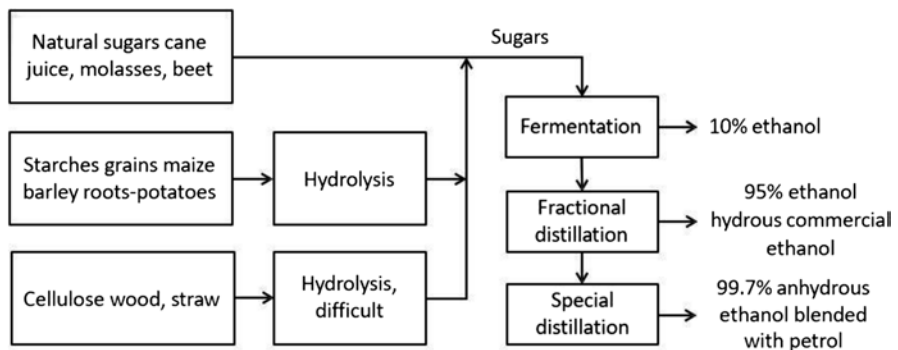 Natural sugars cane
juice, molasses, beet
Sugars
Fermentation
10% ethanol
Starches grains maize
barley roots-potatoes
Hydrolysis
Fractional
distillation
95% ethanol
hydrous commercial
ethanol
Cellulose wood, straw
Hydrolysis,
difficult
Special
distillation
99.7% anhydrous
ethanol blended
with petrol